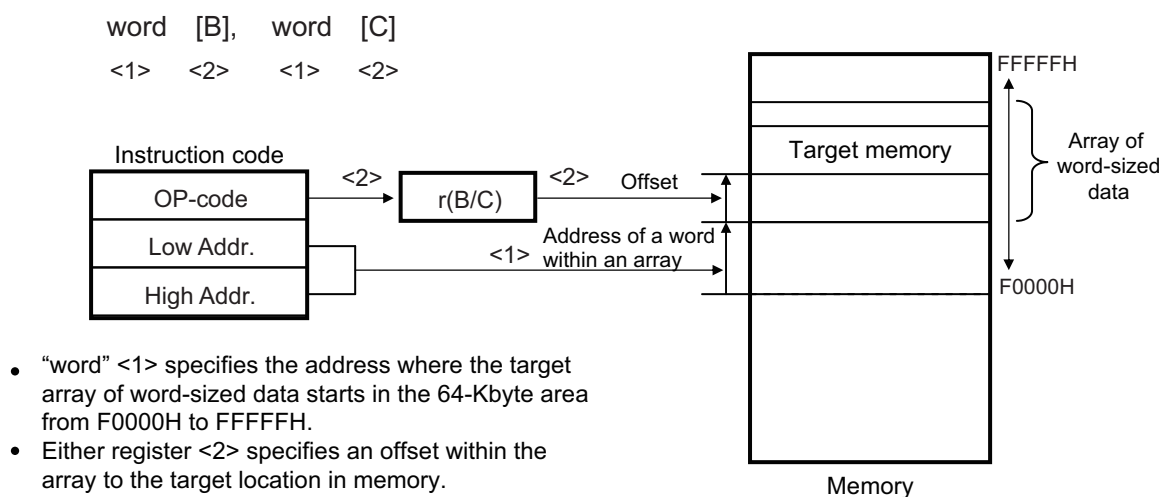 word [B], word [C]
<1> <2> <1> <2>
Instruction code
OP-code
Low Addr.
High Addr.
<2>
r(B/C)
<2>
Offset
<1>
Address of a word
within an array
FFFFFH
Target memory
Array of
word-sized
data
F0000H
Memory
• “word” <1> specifies the address where the target
array of word-sized data starts in the 64-Kbyte area
from F0000H to FFFFFH.
• Either register <2> specifies an offset within the
array to the target location in memory.